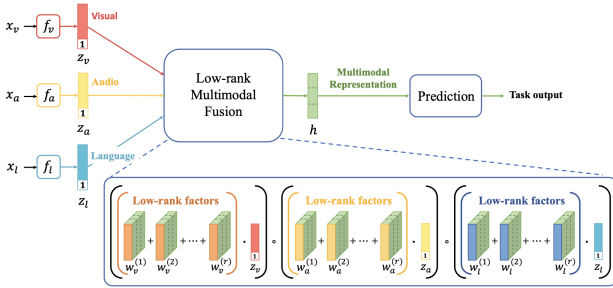 x_v f_v 1 z_v Visual
x_a f_a 1 z_a Audio
x_l f_l 1 z_l Language
Low-rank
Multimodal
Fusion
h
Multimodal
Representation
Prediction
Task output
Low-rank factors Low-rank factors Low-rank factors
+ + ··· + · 1 ∘ + + ··· + · 1 ∘ + + ··· + · 1
w_v^(1) w_v^(2) w_v^(r) z_v w_a^(1) w_a^(2) w_a^(r) z_a w_l^(1) w_l^(2) w_l^(r) z_l